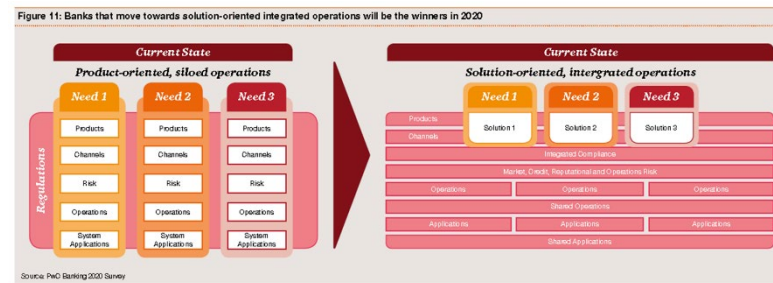 Figure 11: Banks that move towards solution-oriented integrated operations will be the winners in 2020
Current State
Product-oriented, siloed operations
Need 1
Need 2
Need 3
Regulations
Products
Products
Products
Channels
Channels
Channels
Risk
Risk
Risk
Operations
Operations
Operations
System
Applications
System
Applications
System
Applications
Current State
Solution-oriented, intergrated operations
Need 1
Need 2
Need 3
Products
Channels
Solution 1
Solution 2
Solution 3
Integrated Compliance
Market, Credit, Reputational and Operations Risk
Operations
Operations
Operations
Shared Operations
Applications
Applications
Applications
Shared Applications
Source: PwC Banking 2020 Survey